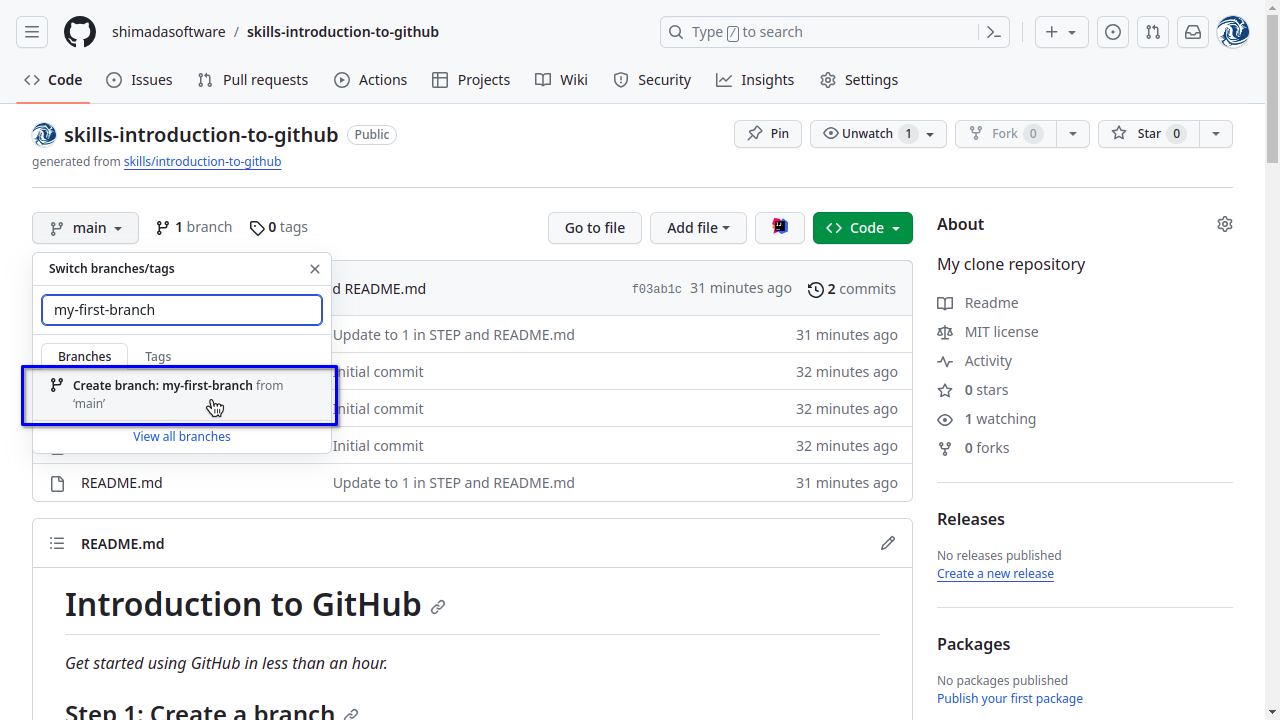 shimadasoftware / skills-introduction-to-github
Type / to search
Code Issues Pull requests Actions Projects Wiki Security Insights Settings
skills-introduction-to-github Public
Pin Unwatch 1 Fork 0 Star 0
generated from skills/introduction-to-github
main 1 branch 0 tags
Go to file Add file Code
Switch branches/tags
my-first-branch
Branches Tags
Create branch: my-first-branch from
‘main’
View all branches
d README.md f03ab1c 31 minutes ago 2 commits
Update to 1 in STEP and README.md 31 minutes ago
Initial commit 32 minutes ago
Initial commit 32 minutes ago
Initial commit 32 minutes ago
README.md Update to 1 in STEP and README.md 31 minutes ago
README.md
Introduction to GitHub
Get started using GitHub in less than an hour.
Step 1: Create a branch
About
My clone repository
Readme
MIT license
Activity
0 stars
1 watching
0 forks
Releases
No releases published
Create a new release
Packages
No packages published
Publish your first package